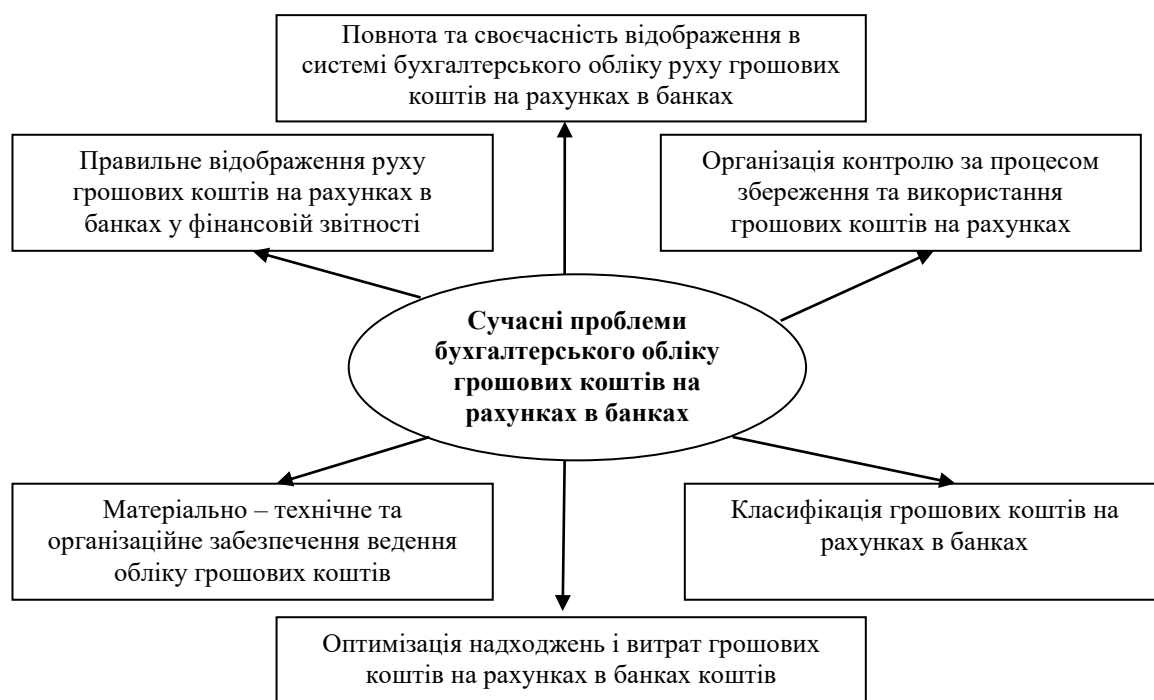 Повнота та своєчасність відображення в
системі бухгалтерського обліку руху грошових
коштів на рахунках в банках
Правильне відображення руху
грошових коштів на рахунках в
банках у фінансовій звітності
Організація контролю за процесом
збереження та використання
грошових коштів на рахунках
Сучасні проблеми
бухгалтерського обліку
грошових коштів на
рахунках в банках
Матеріально – технічне та
організаційне забезпечення ведення
обліку грошових коштів
Класифікація грошових коштів на
рахунках в банках
Оптимізація надходжень і витрат грошових
коштів на рахунках в банках коштів